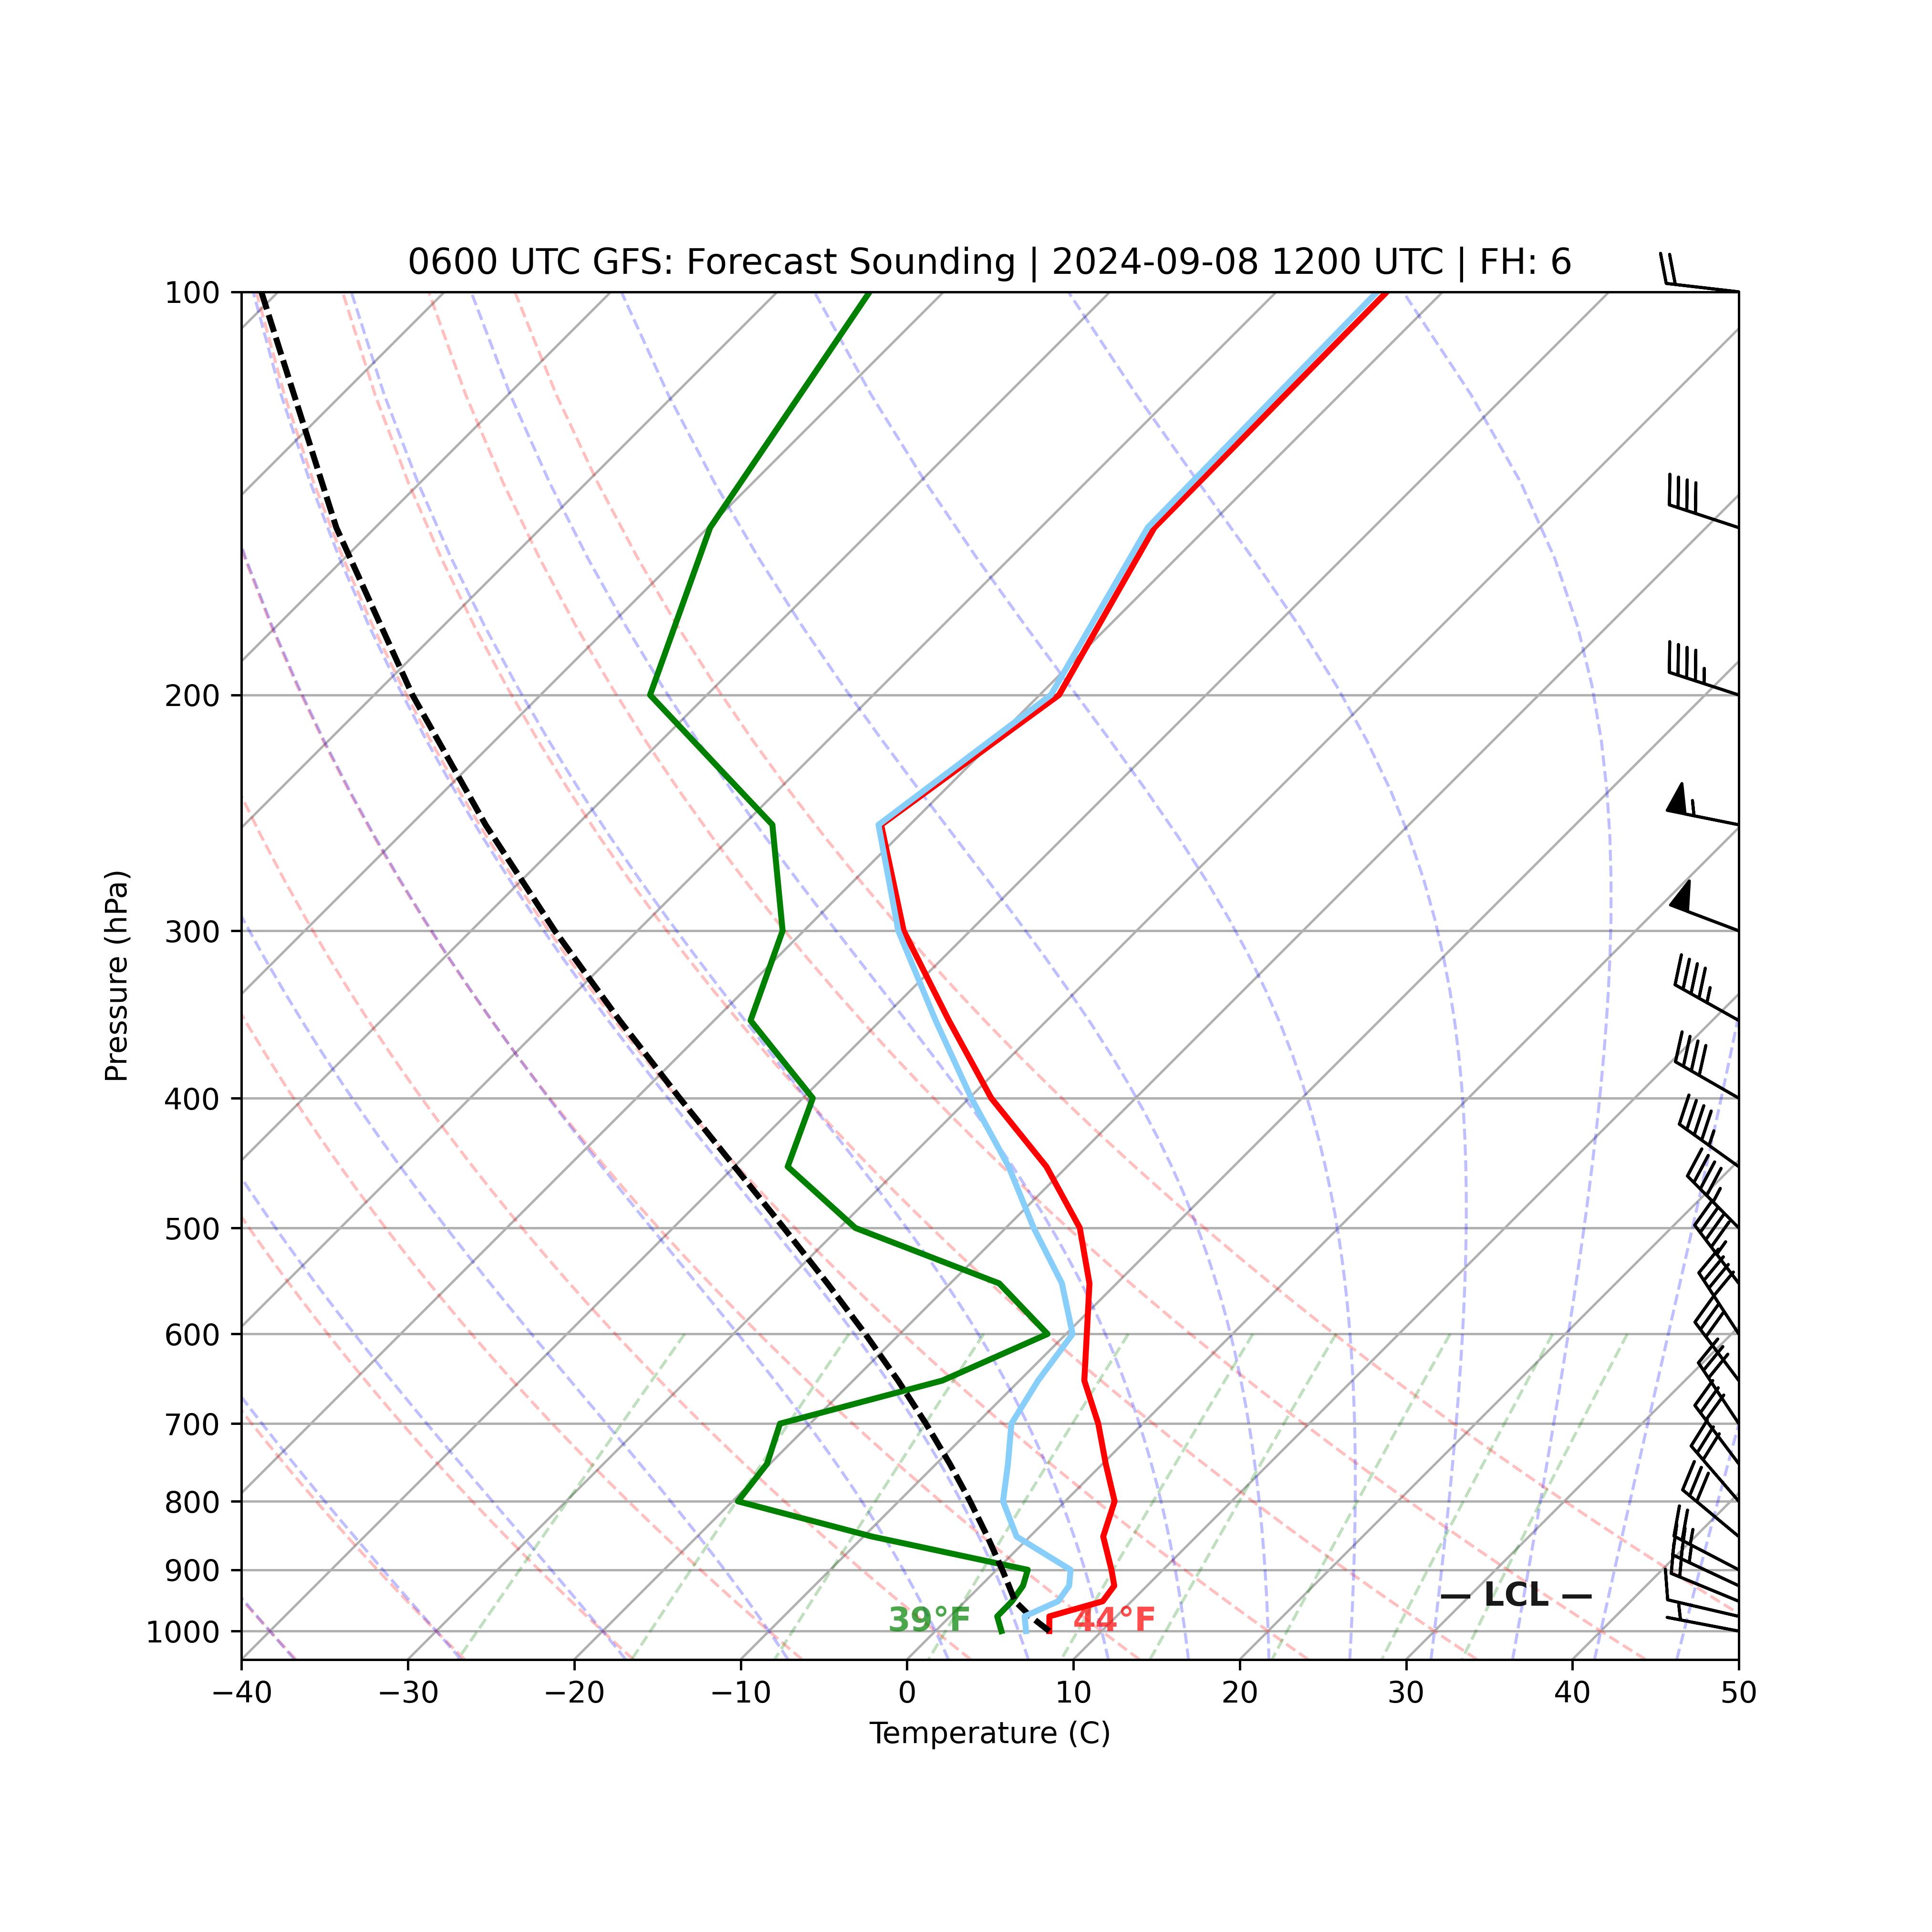 0600 UTC GFS: Forecast Sounding | 2024-09-08 1200 UTC | FH: 6
100
200
300
400
500
600
700
800
900
1000
Pressure (hPa)
— LCL —
39°F 44°F
−40 −30 −20 −10 0 10 20 30 40 50
Temperature (C)